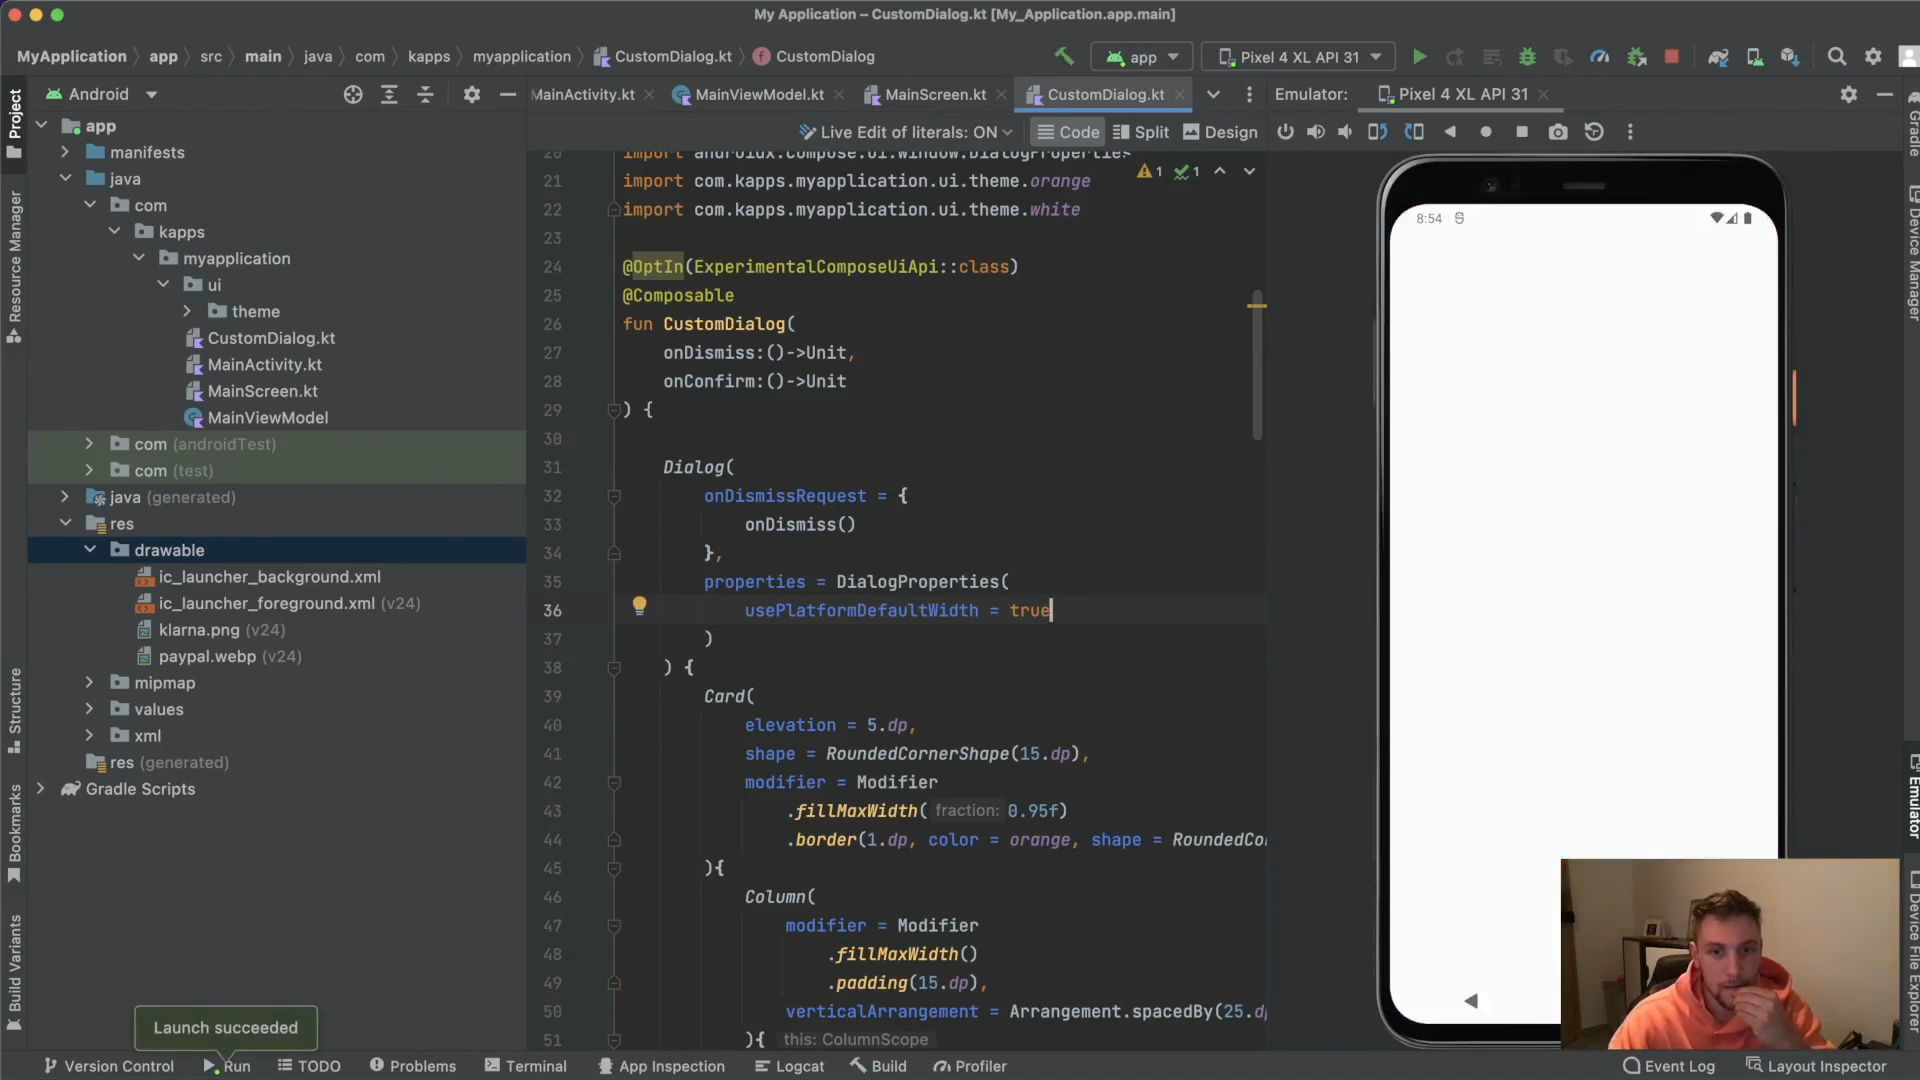 My Application – CustomDialog.kt [My_Application.app.main]
MyApplication app src main java com kapps myapplication CustomDialog.kt CustomDialog
app Pixel 4 XL API 31
Android
MainActivity.kt MainViewModel.kt MainScreen.kt CustomDialog.kt
Emulator: Pixel 4 XL API 31
Live Edit of literals: ON Code Split Design
Project
Resource Manager
Structure
Bookmarks
Build Variants
app
manifests
java
com
kapps
myapplication
ui
theme
CustomDialog.kt
MainActivity.kt
MainScreen.kt
MainViewModel
com (androidTest)
com (test)
java (generated)
res
drawable
ic_launcher_background.xml
ic_launcher_foreground.xml (v24)
klarna.png (v24)
paypal.webp (v24)
mipmap
values
xml
res (generated)
Gradle Scripts
Launch succeeded
1 1
20 import androidx.compose.ui.window.DialogProperties
21 import com.kapps.myapplication.ui.theme.orange
22 import com.kapps.myapplication.ui.theme.white
23
24 @OptIn(ExperimentalComposeUiApi::class)
25 @Composable
26 fun CustomDialog(
27 onDismiss:()->Unit,
28 onConfirm:()->Unit
29 ) {
30
31 Dialog(
32 onDismissRequest = {
33 onDismiss()
34 },
35 properties = DialogProperties(
36 usePlatformDefaultWidth = true
37 )
38 ) {
39 Card(
40 elevation = 5.dp,
41 shape = RoundedCornerShape(15.dp),
42 modifier = Modifier
43 .fillMaxWidth( fraction: 0.95f)
44 .border(1.dp, color = orange, shape = RoundedCo
45 ){
46 Column(
47 modifier = Modifier
48 .fillMaxWidth()
49 .padding(15.dp),
50 verticalArrangement = Arrangement.spacedBy(25.d
51 ){ this: ColumnScope
8:54
Gradle
Device Manager
Emulator
Device File Explorer
Version Control Run TODO Problems Terminal App Inspection Logcat Build Profiler Event Log Layout Inspector